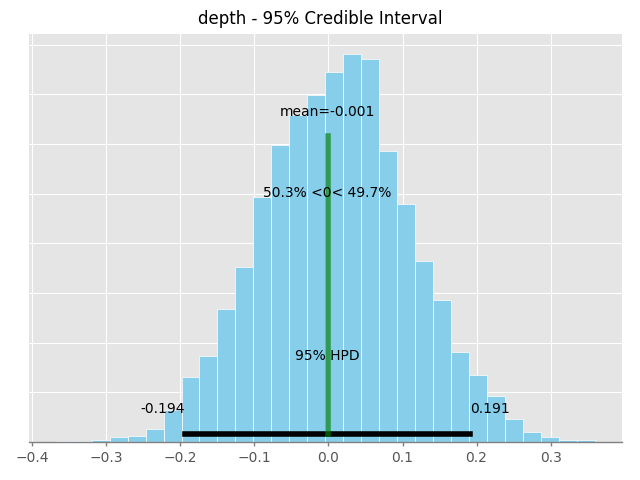 depth - 95% Credible Interval
mean=-0.001
50.3% <0< 49.7%
95% HPD
-0.194 0.191
−0.4 −0.3 −0.2 −0.1 0.0 0.1 0.2 0.3